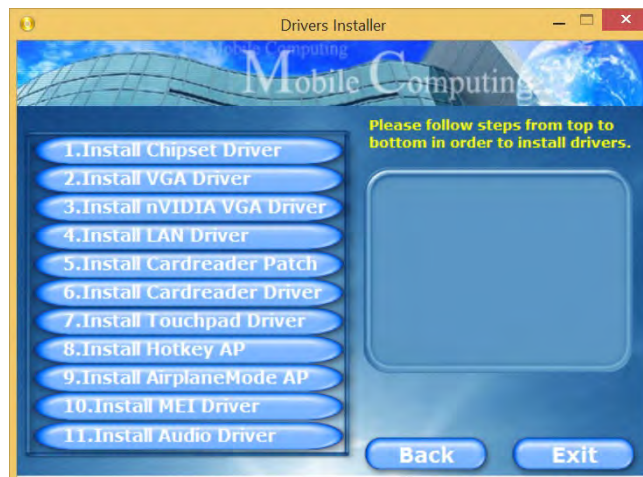 Drivers Installer
Mobile Computing
Mobile Computing
Please follow steps from top to
bottom in order to install drivers.
1.Install Chipset Driver
2.Install VGA Driver
3.Install nVIDIA VGA Driver
4.Install LAN Driver
5.Install Cardreader Patch
6.Install Cardreader Driver
7.Install Touchpad Driver
8.Install Hotkey AP
9.Install AirplaneMode AP
10.Install MEI Driver
11.Install Audio Driver
Back
Exit